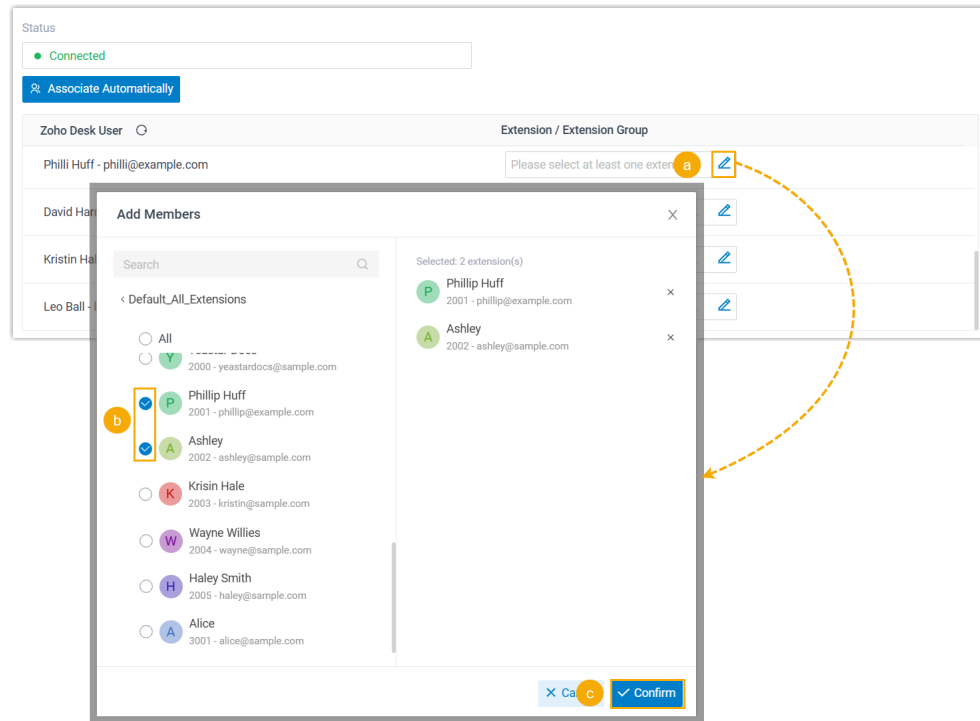 Status
Connected
Associate Automatically
Zoho Desk User
Extension / Extension Group
Philli Huff - philli@example.com
Please select at least one exten
a
David Har
Kristin Hal
Leo Ball -
Add Members
Search
Default_All_Extensions
All
Y
2000 - yeastardocs@sample.com
b
P
Phillip Huff
2001 - phillip@example.com
A
Ashley
2002 - ashley@sample.com
K
Krisin Hale
2003 - kristin@sample.com
W
Wayne Willies
2004 - wayne@sample.com
H
Haley Smith
2005 - haley@sample.com
A
Alice
3001 - alice@sample.com
Selected: 2 extension(s)
P
Phillip Huff
2001 - phillip@example.com
A
Ashley
2002 - ashley@sample.com
Ca
c
Confirm